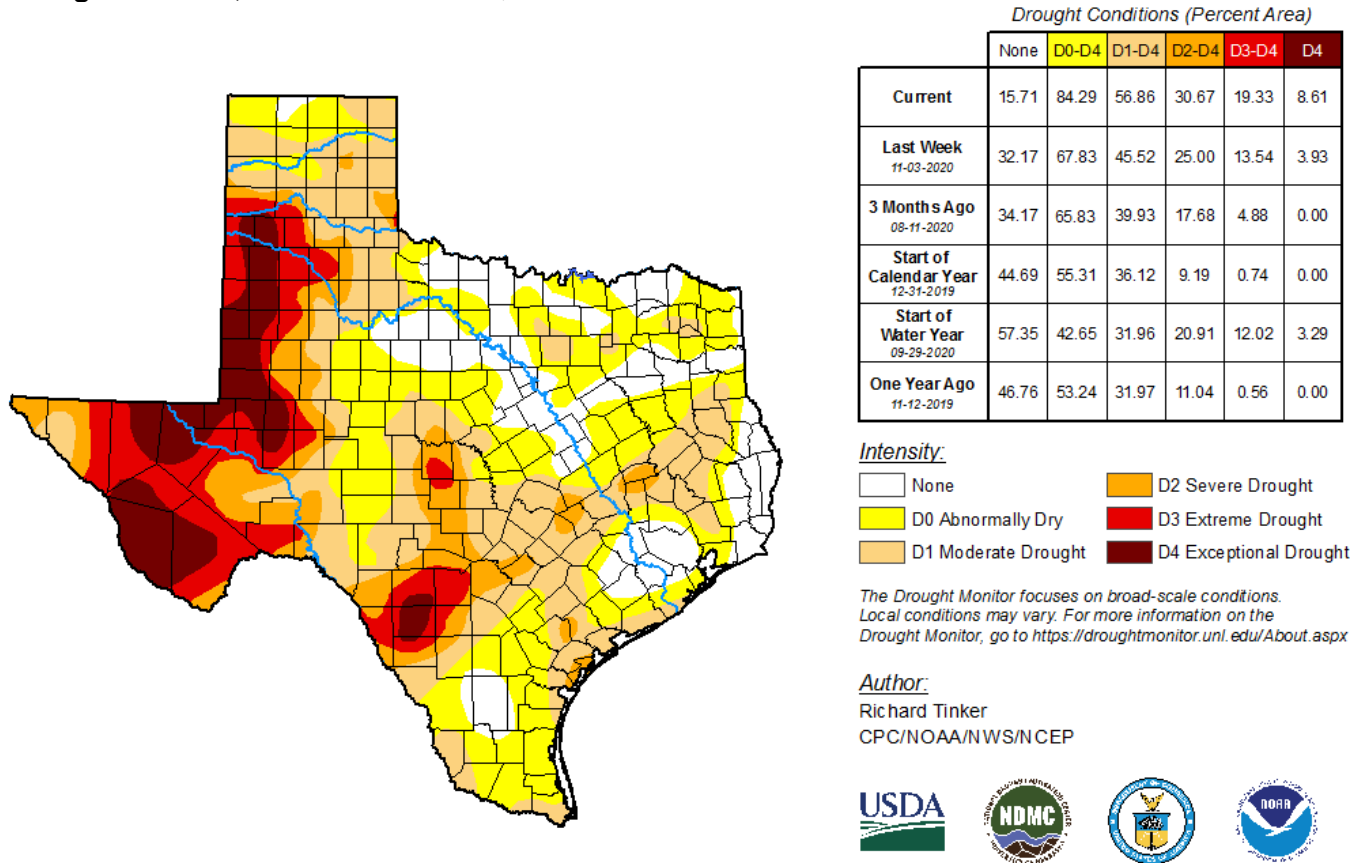 Drought Conditions (Percent Area)
None D0-D4 D1-D4 D2-D4 D3-D4 D4
Current 15.71 84.29 56.86 30.67 19.33 8.61
Last Week
11-03-2020 32.17 67.83 45.52 25.00 13.54 3.93
3 Months Ago
08-11-2020 34.17 65.83 39.93 17.68 4.88 0.00
Start of
Calendar Year
12-31-2019 44.69 55.31 36.12 9.19 0.74 0.00
Start of
Water Year
09-29-2020 57.35 42.65 31.96 20.91 12.02 3.29
One Year Ago
11-12-2019 46.76 53.24 31.97 11.04 0.56 0.00
Intensity:
None
D0 Abnormally Dry
D1 Moderate Drought
D2 Severe Drought
D3 Extreme Drought
D4 Exceptional Drought
The Drought Monitor focuses on broad-scale conditions.
Local conditions may vary. For more information on the
Drought Monitor, go to https://droughtmonitor.unl.edu/About.aspx
Author:
Richard Tinker
CPC/NOAA/NWS/NCEP
USDA
NDMC
NOAA